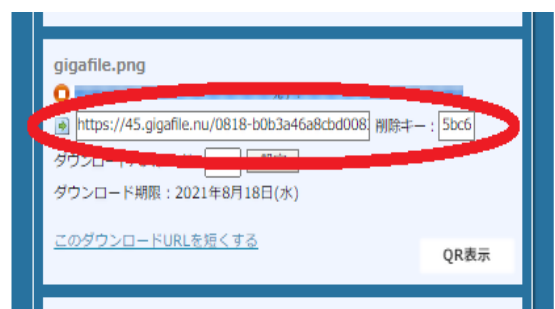 gigafile.png
https://45.gigafile.nu/0818-b0b3a46a8cbd008 削除キー： 5bc6
ダウンロード
ダウンロード期限：2021年8月18日(水)
このダウンロードURLを短くする
QR表示